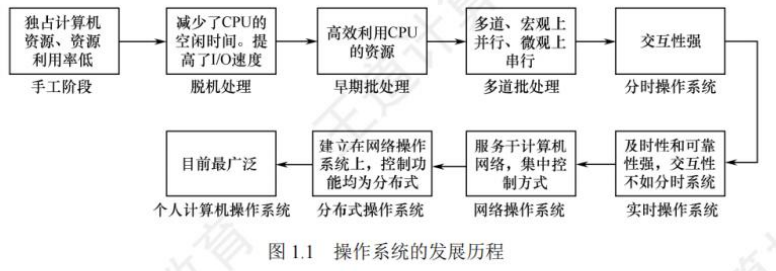 独占计算机
资源、资源
利用率低
手工阶段
减少了CPU的
空闲时间。提
高了I/O速度
脱机处理
高效利用CPU
的资源
早期批处理
多道、宏观上
并行、微观上
串行
多道批处理
交互性强
分时操作系统
及时性和可靠
性强，交互性
不如分时系统
实时操作系统
服务于计算机
网络，集中控
制方式
网络操作系统
建立在网络操作
系统上，控制功
能均为分布式
分布式操作系统
目前最广泛
个人计算机操作系统
图 1.1 操作系统的发展历程
王道计
教育